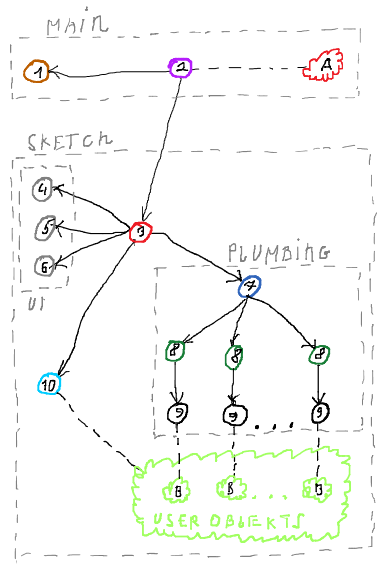 MAIN
1 2 A
SKETCH
4
5 3
6
PLUMBING
UI
7
8 8 8
10
9 9 ... 9
B B ... B
USER OBJEKTS